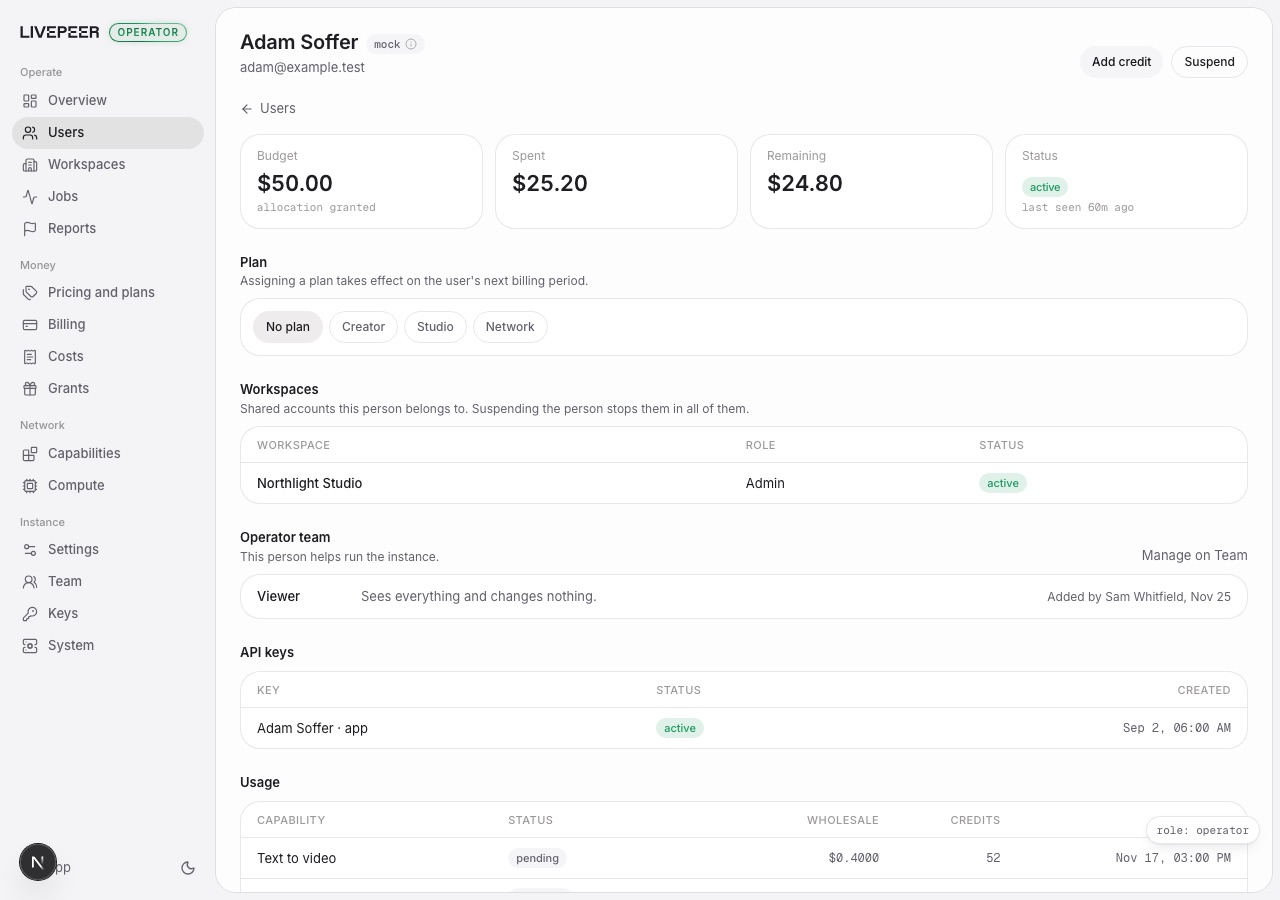 LIVEPEER OPERATOR
Operate
Overview
Users
Workspaces
Jobs
Reports
Money
Pricing and plans
Billing
Costs
Grants
Network
Capabilities
Compute
Instance
Settings
Team
Keys
System
N
pp
Adam Soffer mock
adam@example.test
Add credit Suspend
Users
Budget
$50.00
allocation granted
Spent
$25.20
Remaining
$24.80
Status
active
last seen 60m ago
Plan
Assigning a plan takes effect on the user's next billing period.
No plan Creator Studio Network
Workspaces
Shared accounts this person belongs to. Suspending the person stops them in all of them.
WORKSPACE ROLE STATUS
Northlight Studio Admin active
Operator team
This person helps run the instance.
Manage on Team
Viewer Sees everything and changes nothing. Added by Sam Whitfield, Nov 25
API keys
KEY STATUS CREATED
Adam Soffer · app active Sep 2, 06:00 AM
Usage
CAPABILITY STATUS WHOLESALE CREDITS
role: operator
Text to video pending $0.4000 52 Nov 17, 03:00 PM